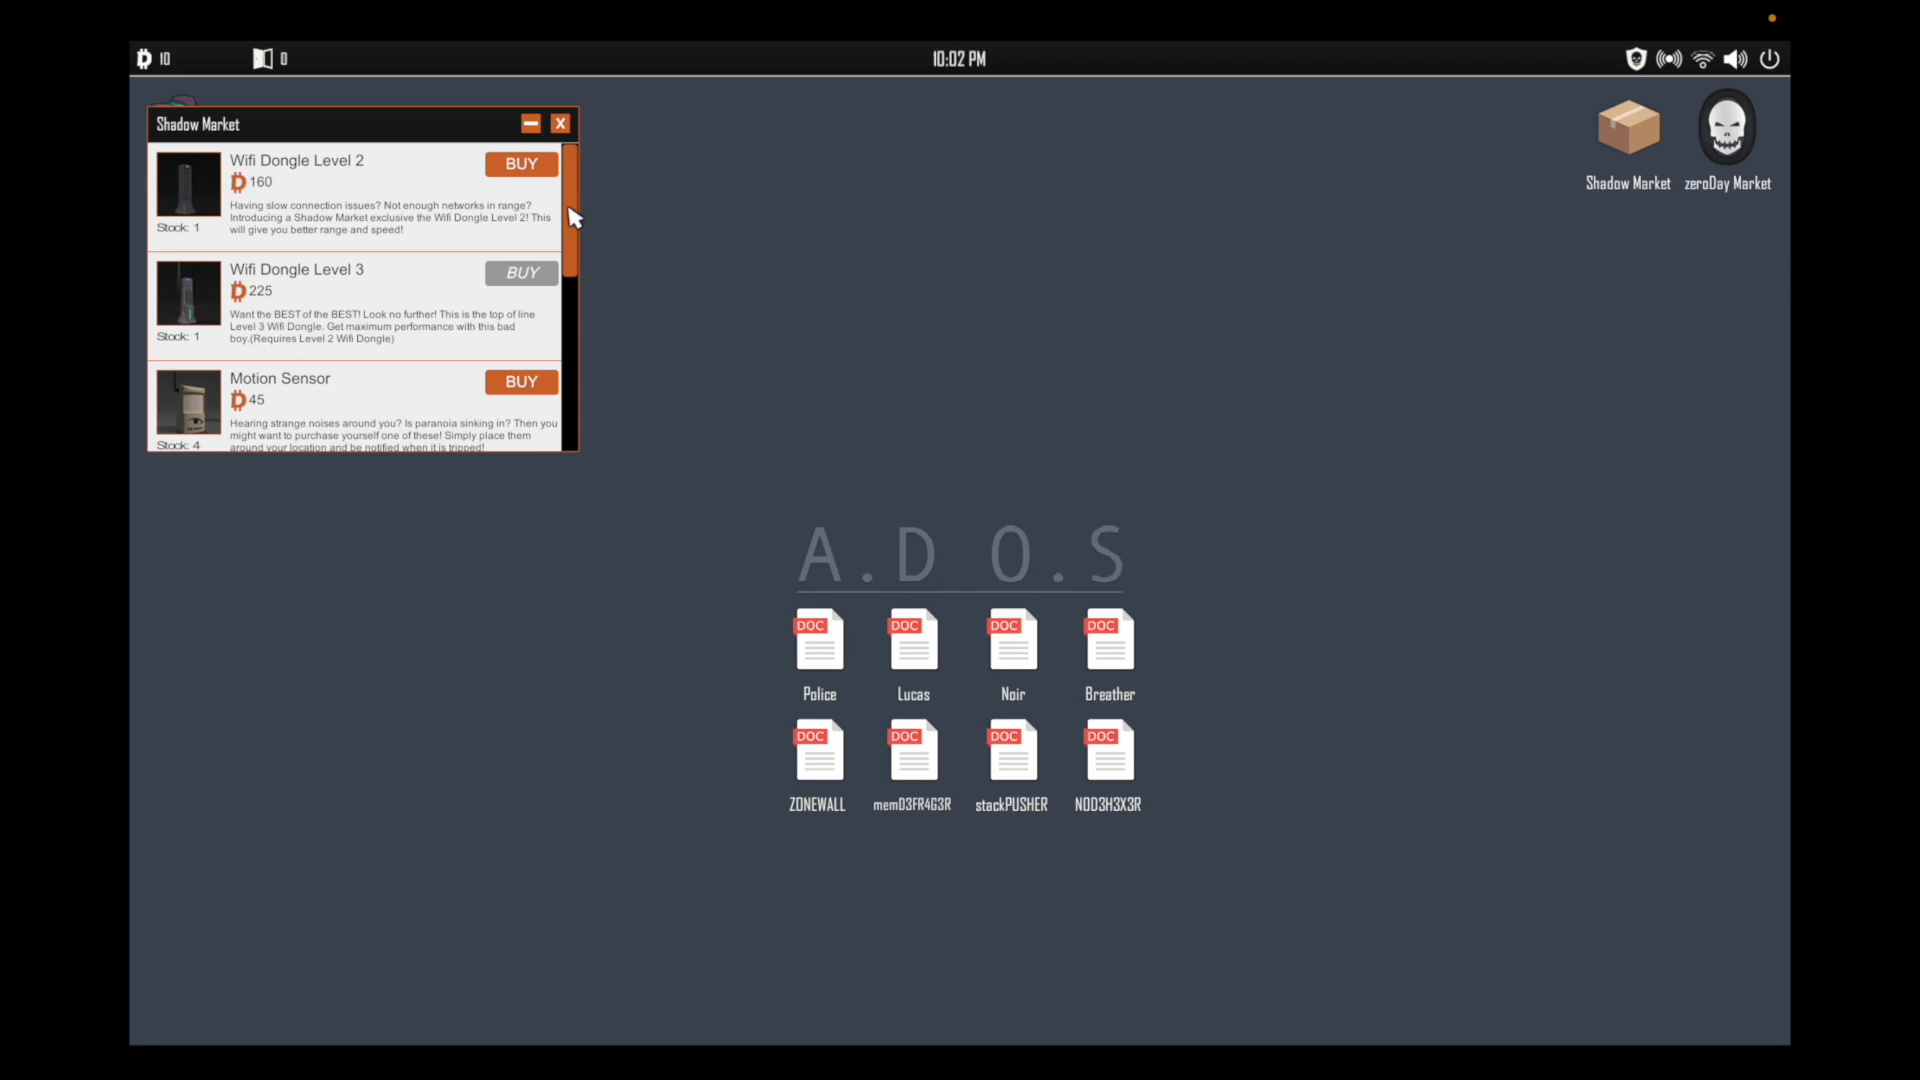 10
0
10:02 PM
Shadow Market
Wifi Dongle Level 2
BUY
160
Having slow connection issues? Not enough networks in range?
Introducing a Shadow Market exclusive the Wifi Dongle Level 2! This
will give you better range and speed!
Stock: 1
Wifi Dongle Level 3
BUY
225
Want the BEST of the BEST! Look no further! This is the top of line
Level 3 Wifi Dongle. Get maximum performance with this bad
boy.(Requires Level 2 Wifi Dongle)
Stock: 1
Motion Sensor
BUY
45
Hearing strange noises around you? Is paranoia sinking in? Then you
might want to purchase yourself one of these! Simply place them
around your location and be notified when it is tripped!
Stock: 4
Shadow Market
zeroDay Market
A.D O.S
DOC
DOC
DOC
DOC
Police
Lucas
Noir
Breather
DOC
DOC
DOC
DOC
ZONEWALL
memD3FR4G3R
stackPUSHER
NOD3H3X3R